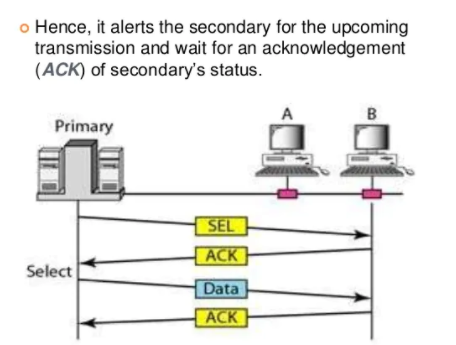 Hence, it alerts the secondary for the upcoming
transmission and wait for an acknowledgement
(ACK) of secondary's status.
A
B
Primary
SEL
ACK
Select
Data
ACK